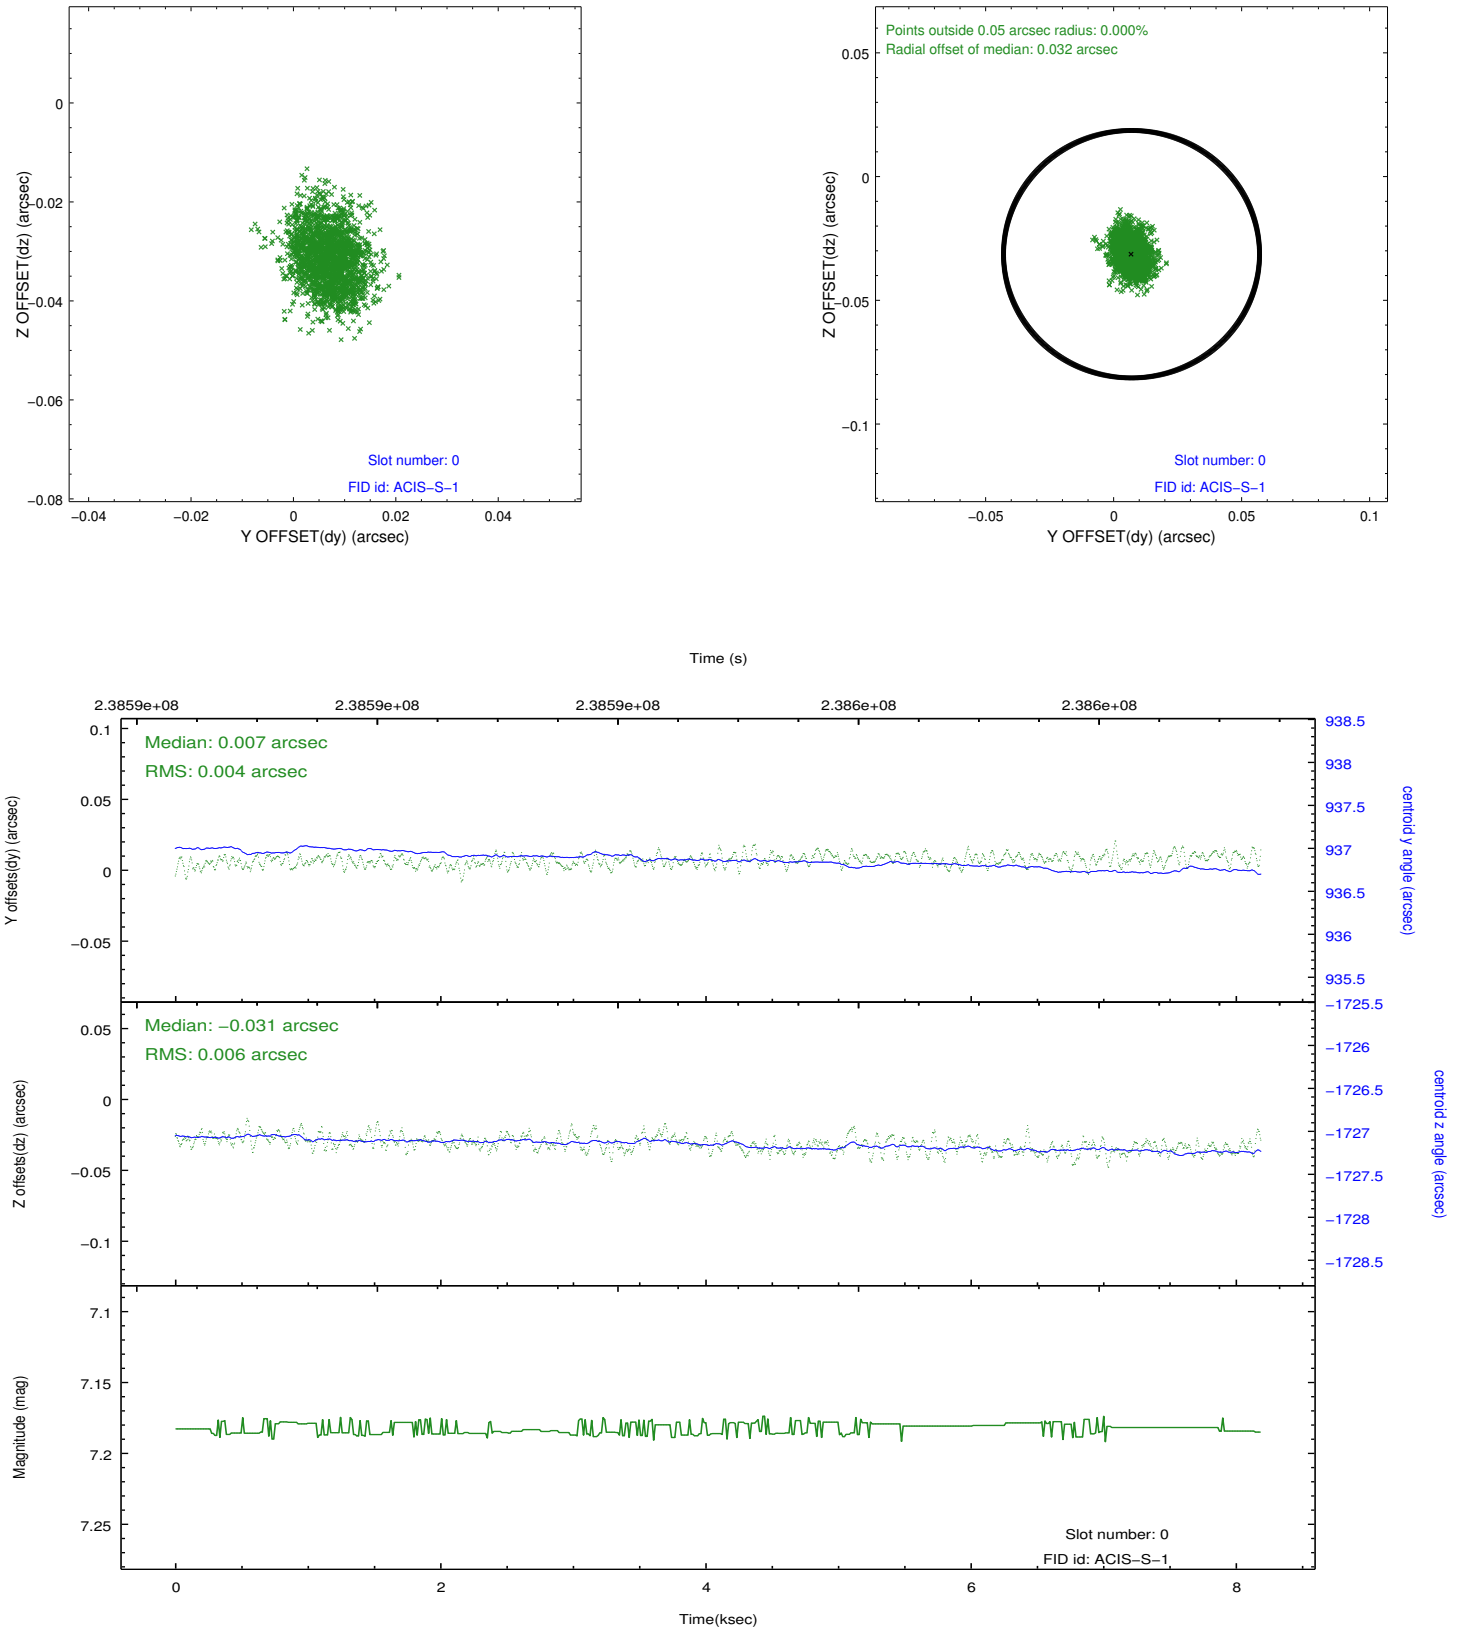 0
−0.02
−0.04
−0.06
−0.08
Z OFFSET(dz) (arcsec)
Slot number: 0
FID id: ACIS−S−1
−0.04
−0.02
0
0.02
0.04
Y OFFSET(dy) (arcsec)
Points outside 0.05 arcsec radius: 0.000%
Radial offset of median: 0.032 arcsec
0.05
0
−0.05
−0.1
Z OFFSET(dz) (arcsec)
Slot number: 0
FID id: ACIS−S−1
−0.05
0
0.05
0.1
Y OFFSET(dy) (arcsec)
Time (s)
2.3859e+08
2.3859e+08
2.3859e+08
2.386e+08
2.386e+08
Median: 0.007 arcsec
RMS: 0.004 arcsec
0.1
0.05
0
−0.05
Y offsets(dy) (arcsec)
938.5
938
937.5
937
936.5
936
935.5
centroid y angle (arcsec)
Median: −0.031 arcsec
RMS: 0.006 arcsec
0.05
0
−0.05
−0.1
Z offsets(dz) (arcsec)
−1725.5
−1726
−1726.5
−1727
−1727.5
−1728
−1728.5
centroid z angle (arcsec)
7.1
7.15
7.2
7.25
Magnitude (mag)
Slot number: 0
FID id: ACIS−S−1
0
2
4
6
8
Time(ksec)